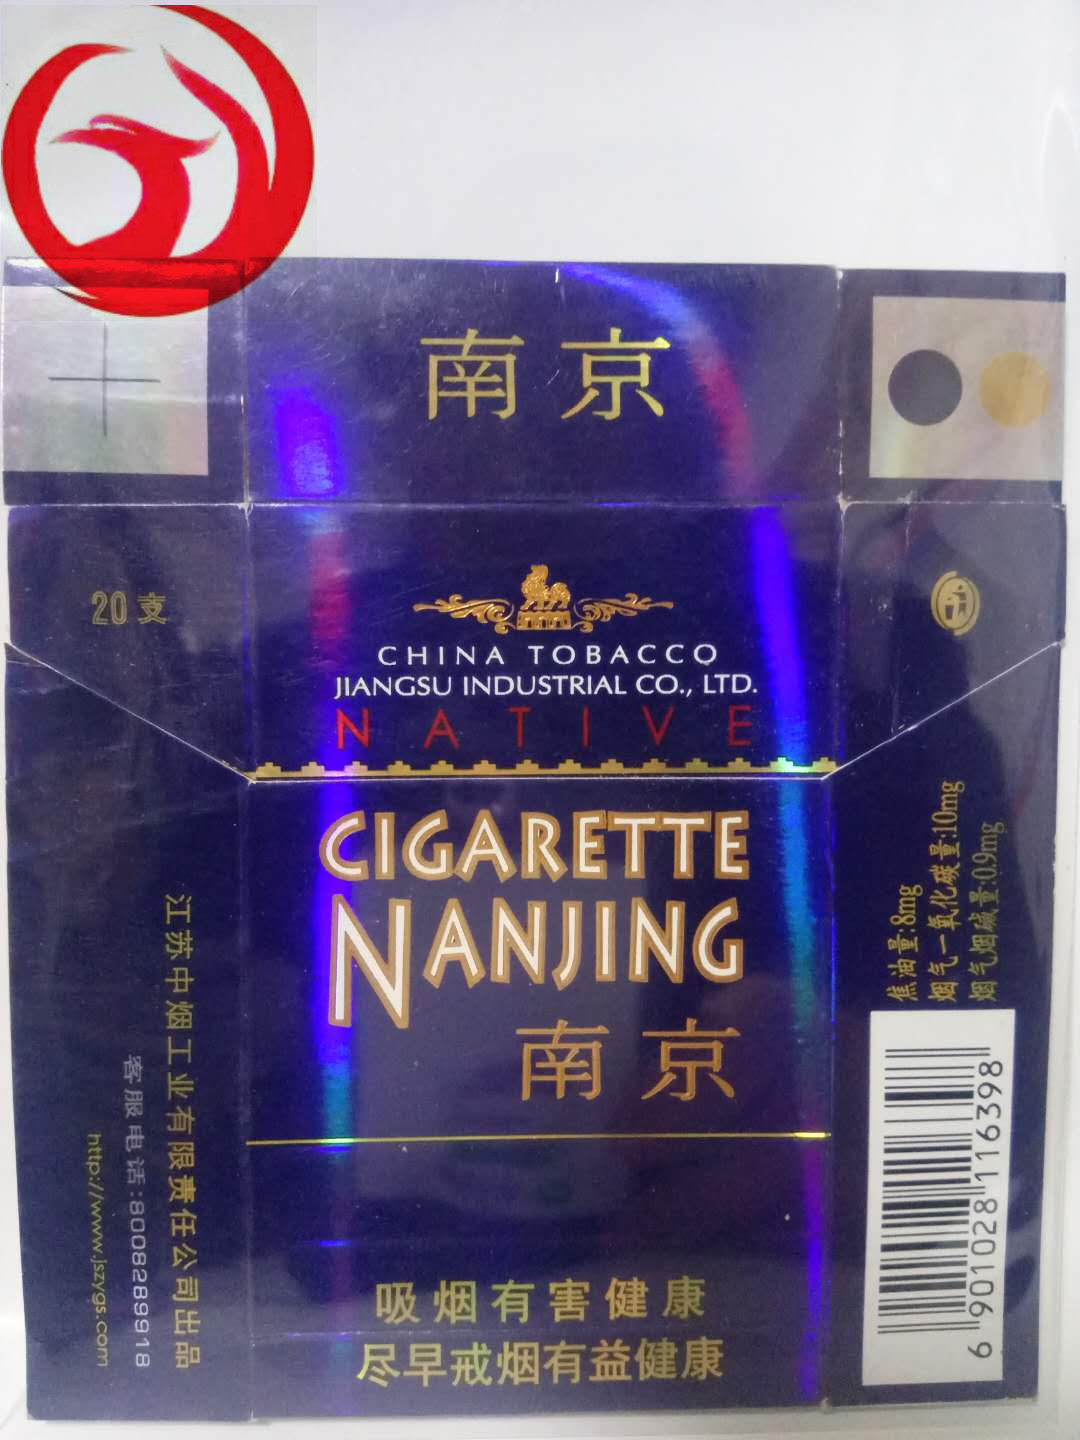 南京
20支
CHINA TOBACCO
JIANGSU INDUSTRIAL CO., LTD.
NATIVE
CIGARETTE
NANJING
南京
吸烟有害健康
尽早戒烟有益健康
江苏中烟工业有限责任公司出品
客服电话:8008289918
http://www.jszygs.com
焦油量:8mg
烟气一氧化碳量:10mg
烟气烟碱量:0.9mg
6 901028 116398